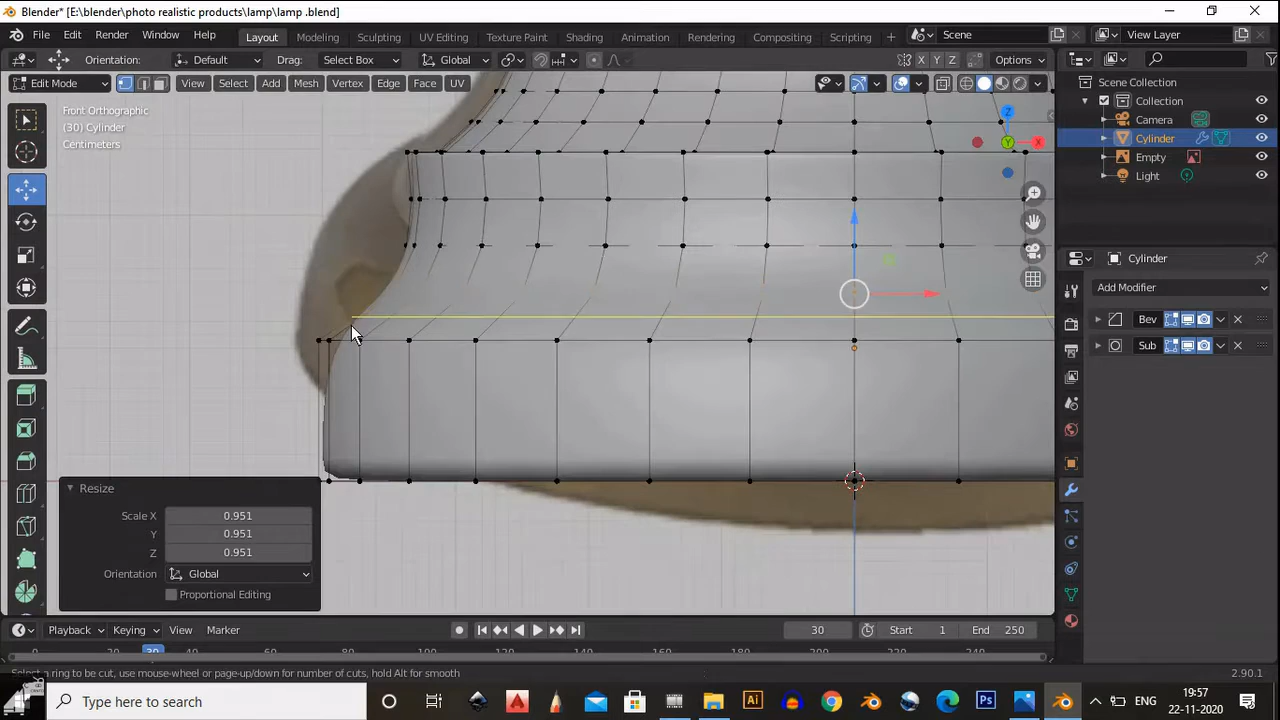 Blender* [E:\blender\photo realistic products\lamp\lamp .blend]
File Edit Render Window Help Layout Modeling Sculpting UV Editing Texture Paint Shading Animation Rendering Compositing Scripting + Scene View Layer
Orientation: Default Drag: Select Box Global X Y Z Options
Edit Mode View Select Add Mesh Vertex Edge Face UV
Scene Collection
Collection
Camera
Cylinder
Empty
Light
Front Orthographic
(30) Cylinder
Centimeters
Z
X
Y
Cylinder
Add Modifier
Bev
Sub
Resize
Scale X 0.951
Y 0.951
Z 0.951
Orientation Global
Proportional Editing
Playback Keying View Marker 30 Start 1 End 250
Select a ring to be cut, use mouse-wheel or page-up/down for number of cuts, hold Alt for smooth 2.90.1
Type here to search
Ai
Ps
ENG
19:57
22-11-2020